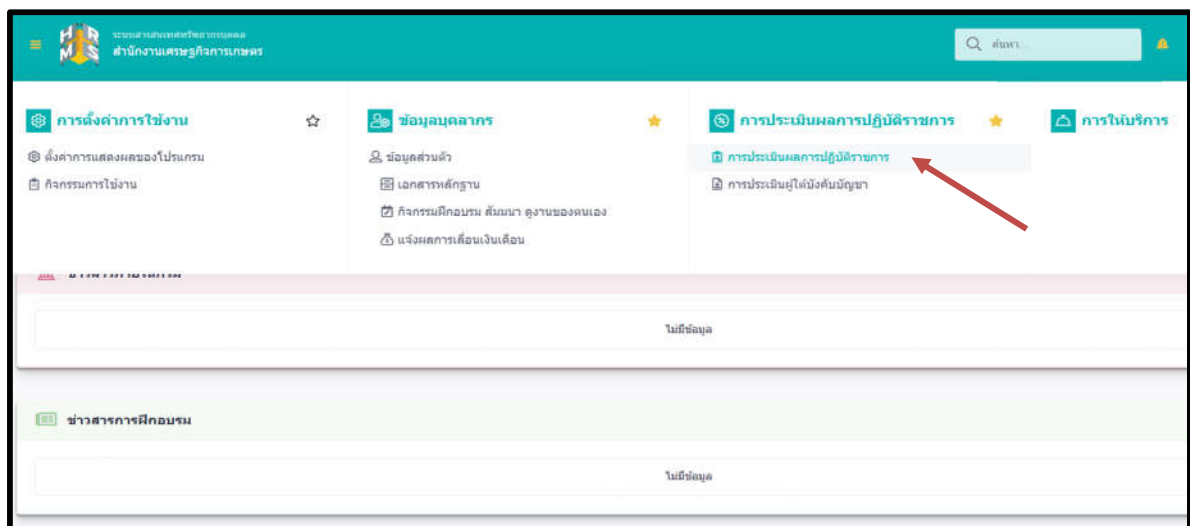 HR
MS
ระบบสารสนเทศทรัพยากรบุคคล
สำนักงานเศรษฐกิจการเกษตร
ค้นหา...
การตั้งค่าการใช้งาน
ตั้งค่าการแสดงผลของโปรแกรม
กิจกรรมการใช้งาน
ข้อมูลบุคลากร
ข้อมูลส่วนตัว
เอกสารหลักฐาน
กิจกรรมฝึกอบรม สัมมนา ดูงานของตนเอง
แจ้งผลการเลื่อนเงินเดือน
การประเมินผลการปฏิบัติราชการ
การประเมินผลการปฏิบัติราชการ
การประเมินผู้ใต้บังคับบัญชา
การให้บริการ
ไม่มีข้อมูล
ข่าวสารการฝึกอบรม
ไม่มีข้อมูล